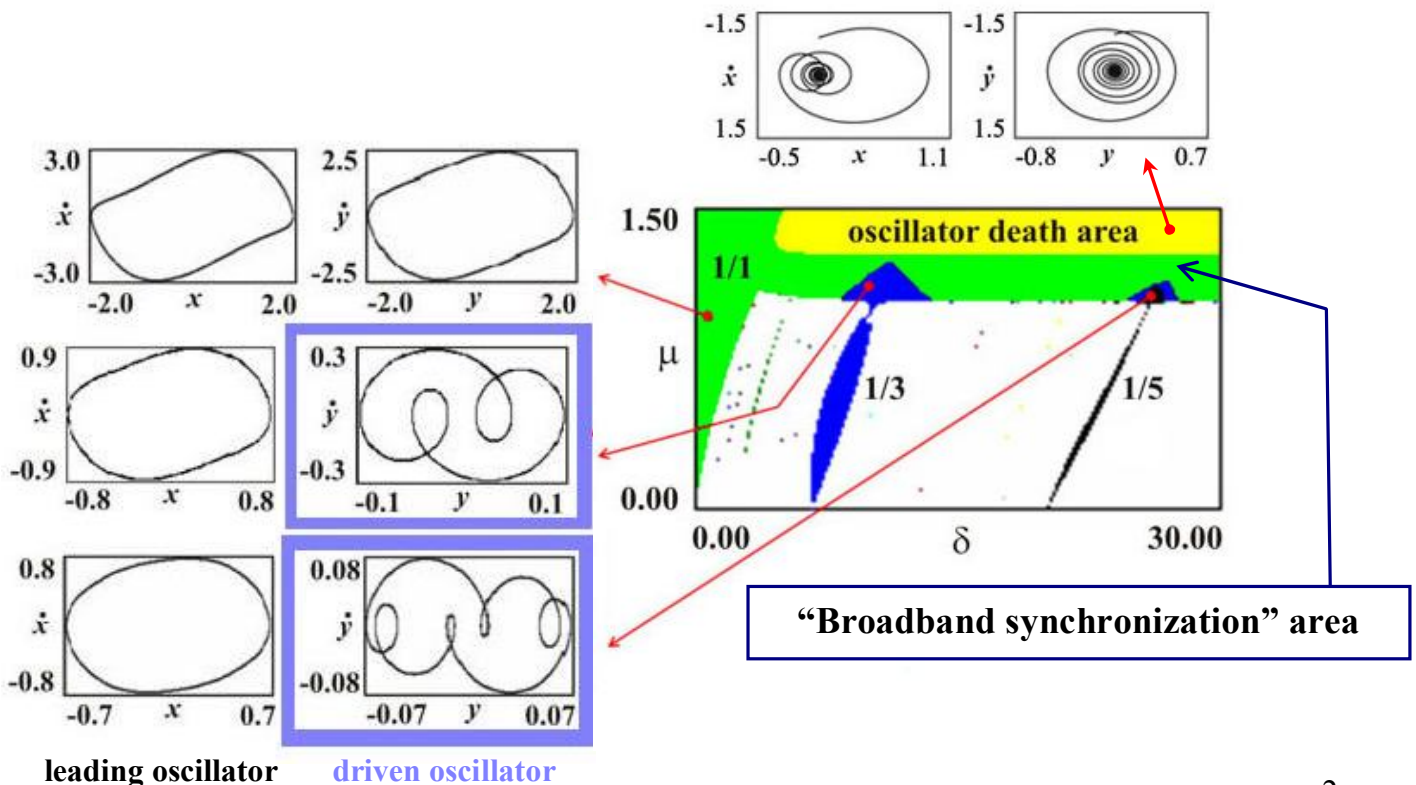 -1.5
ẋ
1.5
-0.5 x 1.1
-1.5
ẏ
1.5
-0.8 y 0.7
3.0
ẋ
-3.0
-2.0 x 2.0
2.5
ẏ
-2.5
-2.0 y 2.0
0.9
ẋ
-0.9
-0.8 x 0.8
0.3
ẏ
-0.3
-0.1 y 0.1
0.8
ẋ
-0.8
-0.7 x 0.7
0.08
ẏ
-0.08
-0.07 y 0.07
leading oscillator
driven oscillator
1.50
oscillator death area
1/1
μ
1/3
1/5
0.00
0.00 δ 30.00
“Broadband synchronization” area